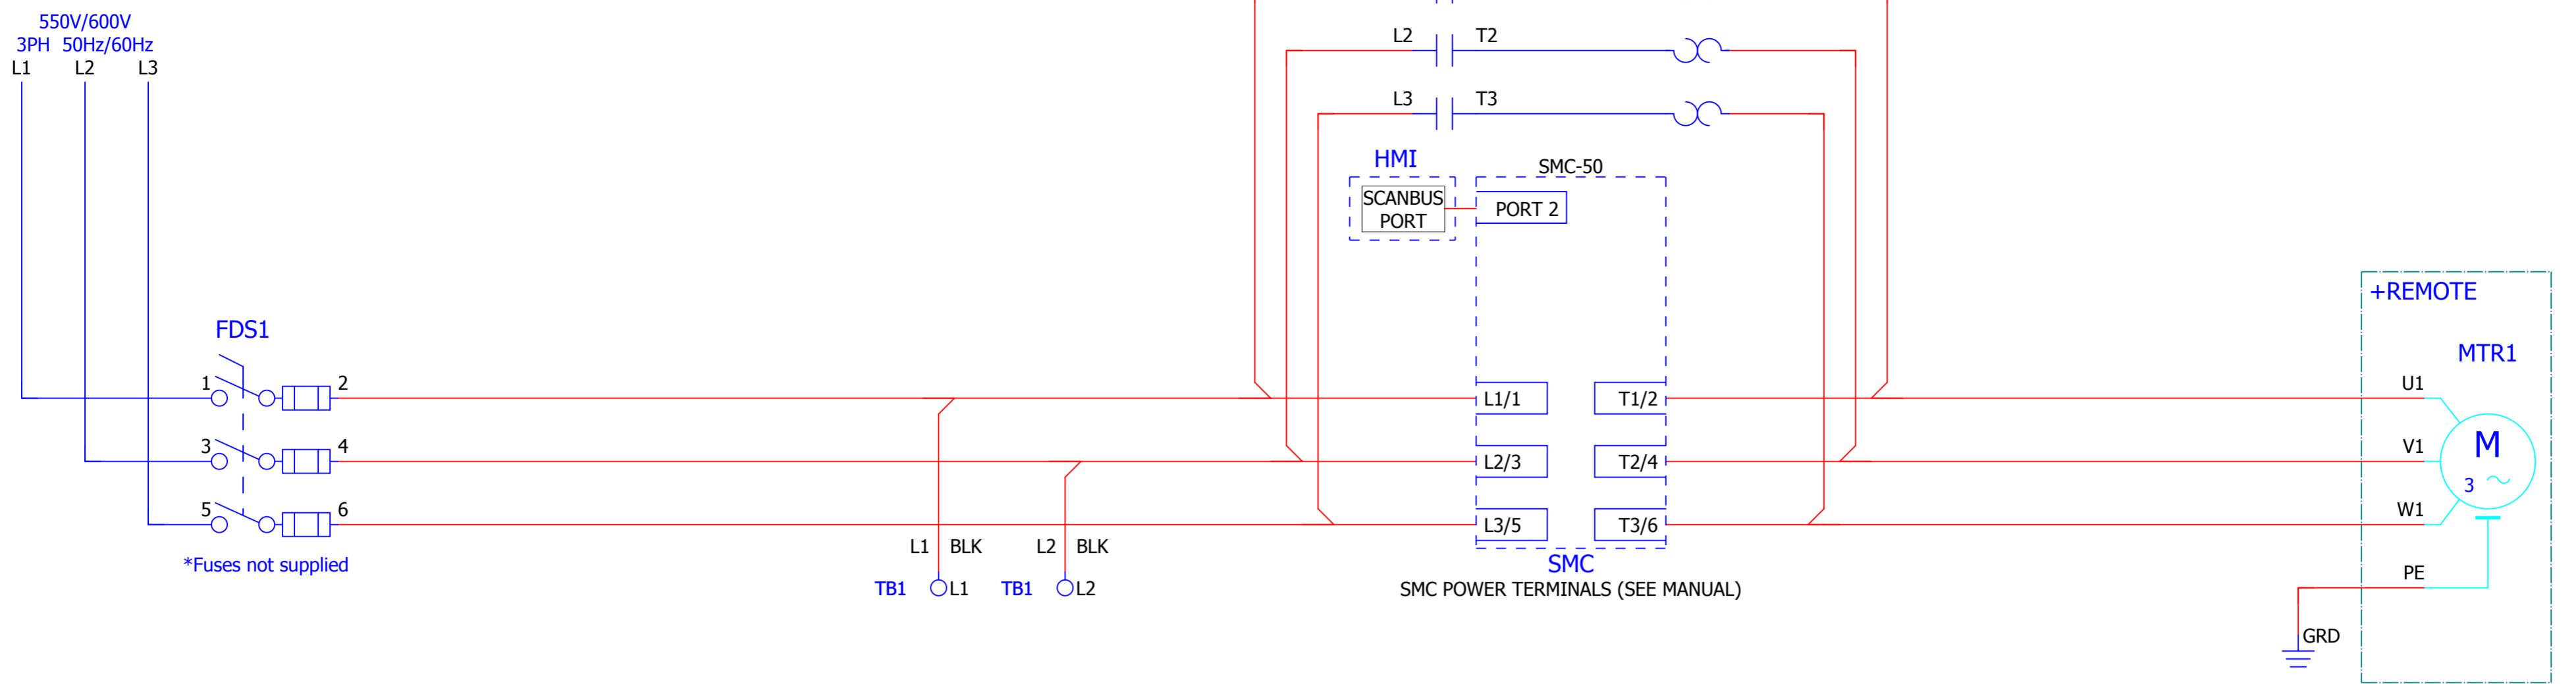 550V/600V
3PH 50Hz/60Hz
L1 L2 L3
L2 T2
L3 T3
HMI
SMC-50
SCANBUS
PORT
PORT 2
+REMOTE
FDS1
MTR1
1 2
L1/1 T1/2
U1
3 4
L2/3 T2/4
V1
M
3
5 6
L3/5 T3/6
W1
*Fuses not supplied
L1 BLK L2 BLK
TB1 L1 TB1 L2
SMC
SMC POWER TERMINALS (SEE MANUAL)
PE
GRD